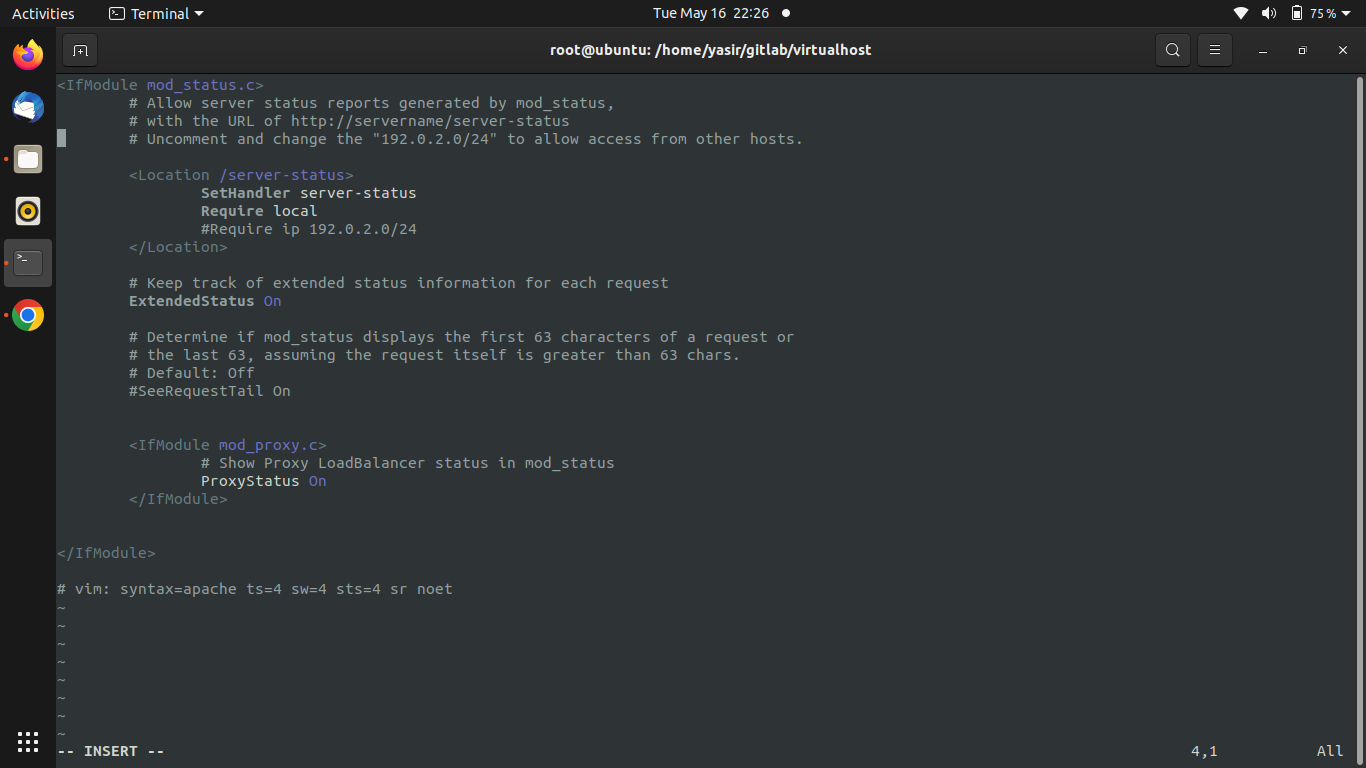 Activities Terminal Tue May 16 22:26 75 %
root@ubuntu: /home/yasir/gitlab/virtualhost
<IfModule mod_status.c>
# Allow server status reports generated by mod_status,
# with the URL of http://servername/server-status
# Uncomment and change the "192.0.2.0/24" to allow access from other hosts.
<Location /server-status>
SetHandler server-status
Require local
#Require ip 192.0.2.0/24
</Location>
# Keep track of extended status information for each request
ExtendedStatus On
# Determine if mod_status displays the first 63 characters of a request or
# the last 63, assuming the request itself is greater than 63 chars.
# Default: Off
#SeeRequestTail On
<IfModule mod_proxy.c>
# Show Proxy LoadBalancer status in mod_status
ProxyStatus On
</IfModule>
</IfModule>
# vim: syntax=apache ts=4 sw=4 sts=4 sr noet
~
~
~
~
~
~
~
~
-- INSERT -- 4,1 All